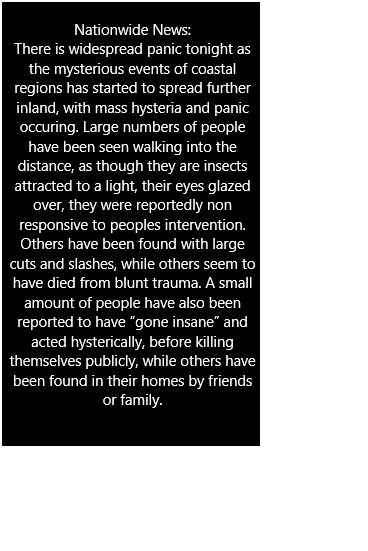 Nationwide News:
There is widespread panic tonight as
the mysterious events of coastal
regions has started to spread further
inland, with mass hysteria and panic
occuring. Large numbers of people
have been seen walking into the
distance, as though they are insects
attracted to a light, their eyes glazed
over, they were reportedly non
responsive to peoples intervention.
Others have been found with large
cuts and slashes, while others seem to
have died from blunt trauma. A small
amount of people have also been
reported to have “gone insane” and
acted hysterically, before killing
themselves publicly, while others have
been found in their homes by friends
or family.